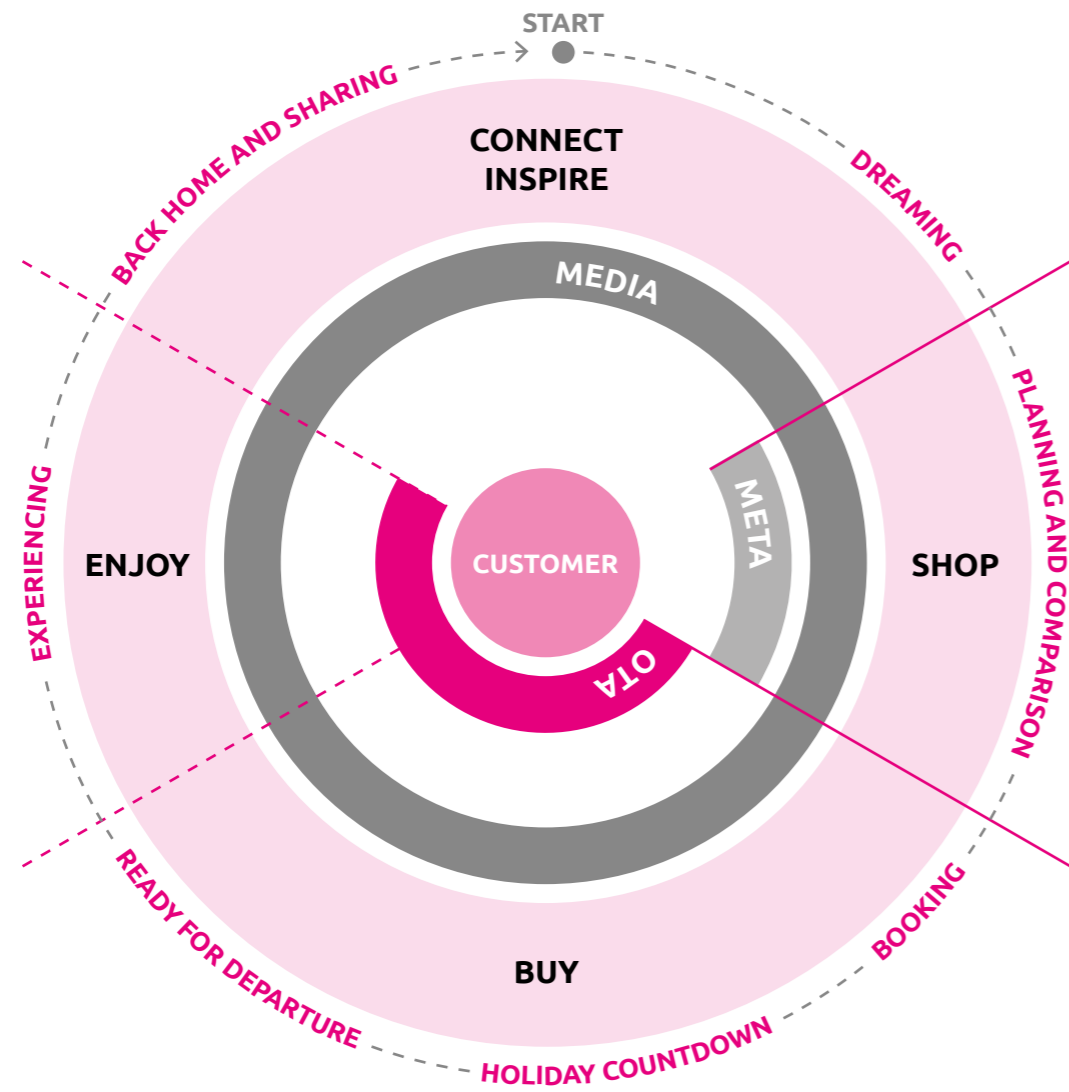 START
DREAMING
PLANNING AND COMPARISON
BOOKING
HOLIDAY COUNTDOWN
READY FOR DEPARTURE
EXPERIENCING
BACK HOME AND SHARING
CONNECT
INSPIRE
SHOP
BUY
ENJOY
MEDIA
META
OTA
CUSTOMER